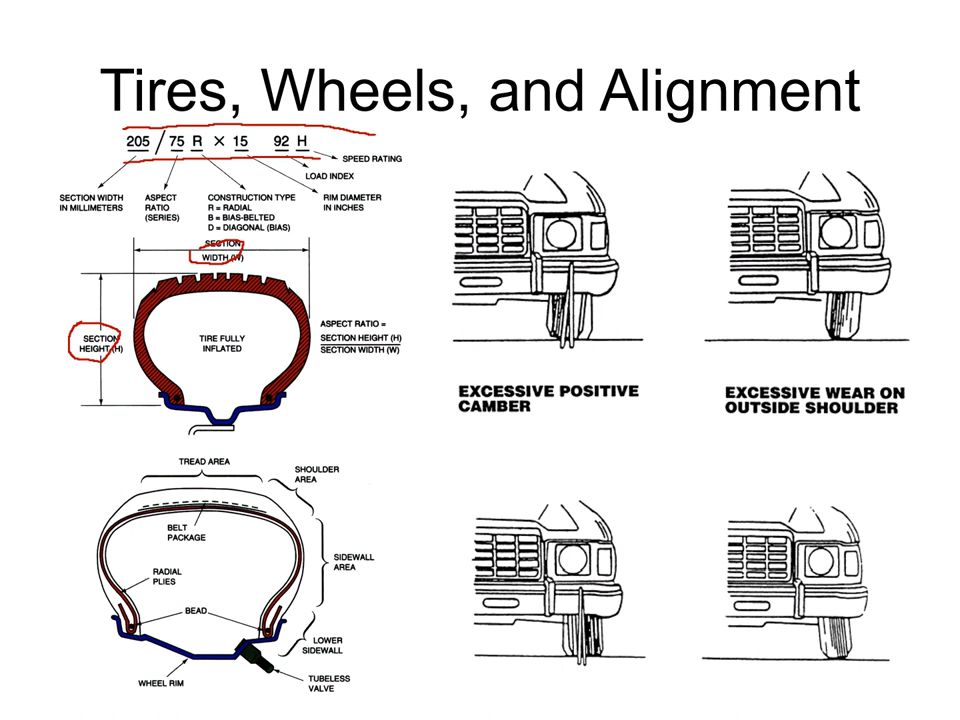 Tires, Wheels, and Alignment
205 / 75 R × 15 92 H
SPEED RATING
LOAD INDEX
SECTION WIDTH
IN MILLIMETERS
ASPECT
RATIO
(SERIES)
CONSTRUCTION TYPE
R = RADIAL
B = BIAS-BELTED
D = DIAGONAL (BIAS)
RIM DIAMETER
IN INCHES
SECTION
WIDTH (W)
SECTION
HEIGHT (H)
TIRE FULLY
INFLATED
ASPECT RATIO =
SECTION HEIGHT (H)
SECTION WIDTH (W)
EXCESSIVE POSITIVE
CAMBER
EXCESSIVE WEAR ON
OUTSIDE SHOULDER
TREAD AREA
SHOULDER
AREA
BELT
PACKAGE
SIDEWALL
AREA
RADIAL
PLIES
BEAD
LOWER
SIDEWALL
WHEEL RIM
TUBELESS
VALVE